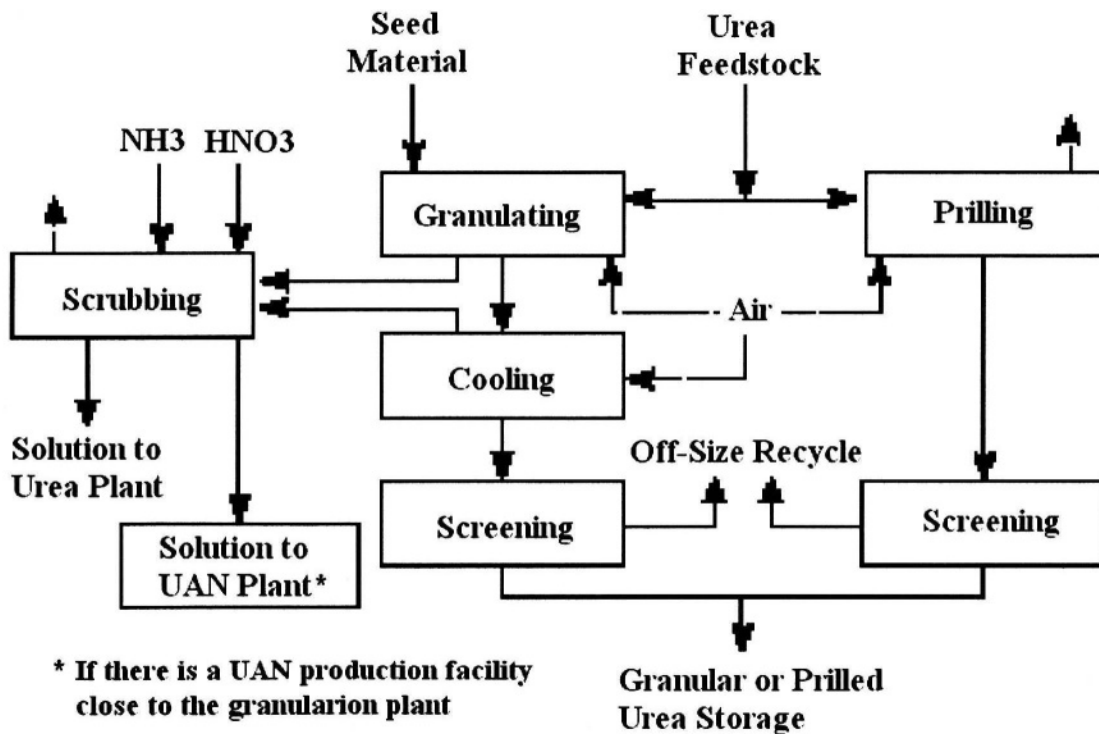 Seed
Material
Urea
Feedstock
NH3 HNO3
Granulating
Prilling
Scrubbing
Air
Cooling
Solution to
Urea Plant
Off-Size Recycle
Screening
Screening
Solution to
UAN Plant*
* If there is a UAN production facility
close to the granularion plant
Granular or Prilled
Urea Storage